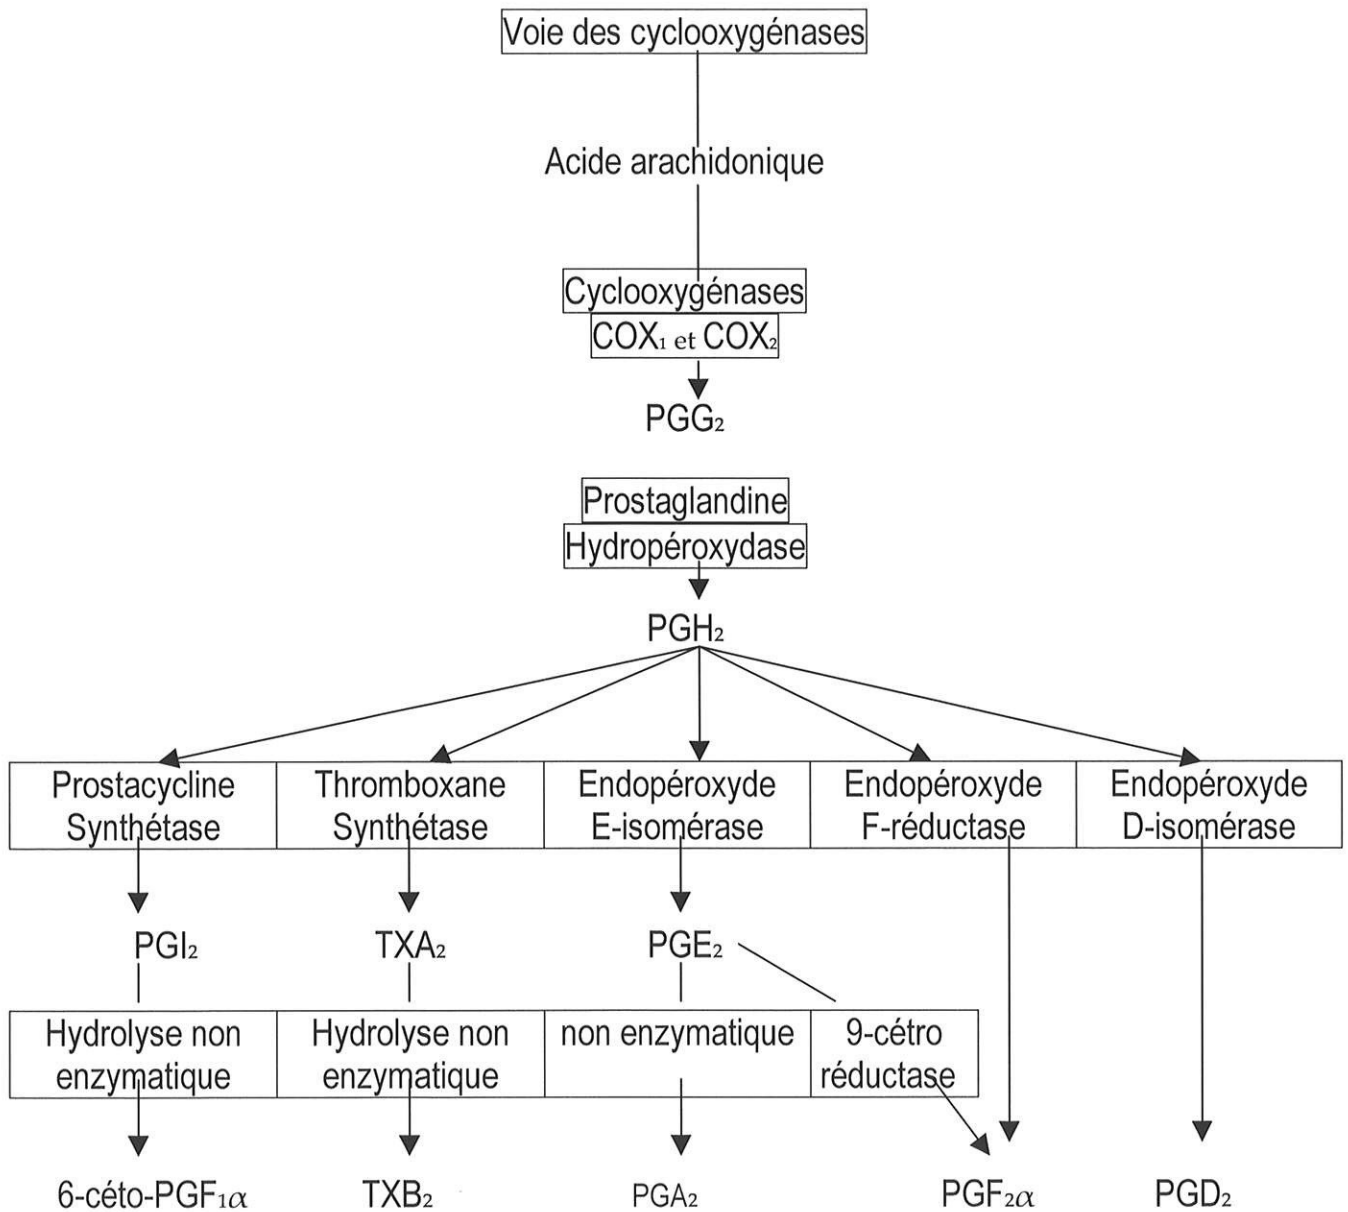 Voie des cyclooxygénases
Acide arachidonique
Cyclooxygénases
COX₁ et COX₂
PGG₂
Prostaglandine
Hydropéroxydase
PGH₂
Prostacycline
Synthétase
Thromboxane
Synthétase
Endopéroxyde
E-isomérase
Endopéroxyde
F-réductase
Endopéroxyde
D-isomérase
PGI₂
TXA₂
PGE₂
Hydrolyse non
enzymatique
Hydrolyse non
enzymatique
non enzymatique
9-cétro
réductase
6-céto-PGF₁α
TXB₂
PGA₂
PGF₂α
PGD₂